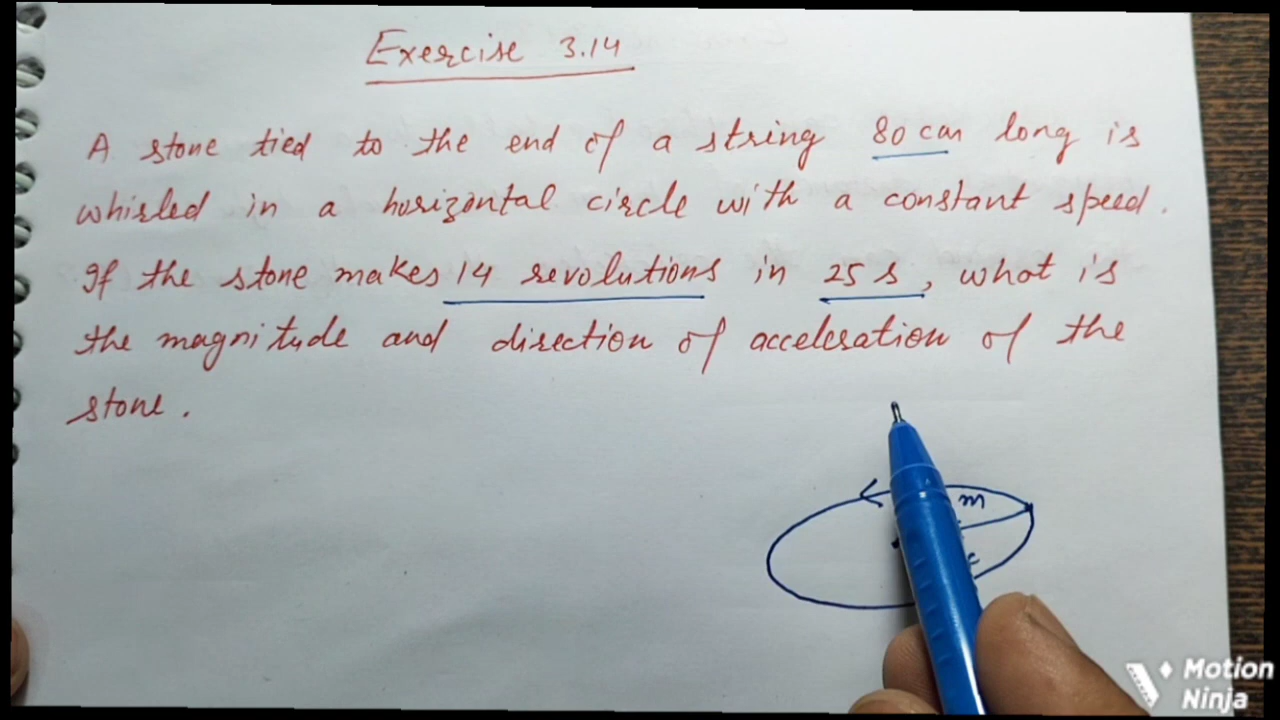 Exercise 3.14
A stone tied to the end of a string 80 cm long is
whirled in a horizontal circle with a constant speed.
If the stone makes 14 revolutions in 25 s, what is
the magnitude and direction of acceleration of the
stone.
m
Motion
Ninja